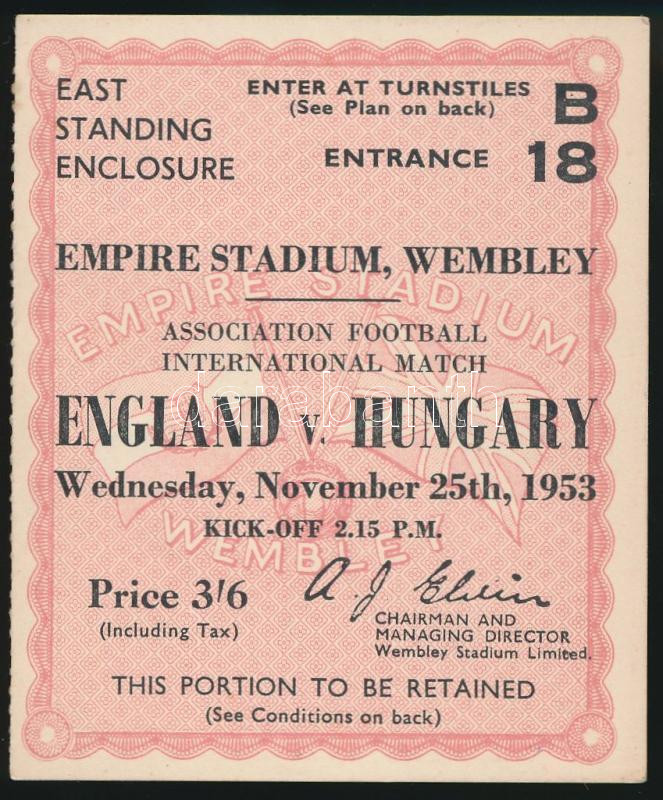 EAST
STANDING
ENCLOSURE
ENTER AT TURNSTILES
(See Plan on back)
B
ENTRANCE 18
EMPIRE STADIUM, WEMBLEY
EMPIRE STADIUM
ASSOCIATION FOOTBALL
INTERNATIONAL MATCH
darabanth
ENGLAND v. HUNGARY
Wednesday, November 25th, 1953
KICK-OFF 2.15 P.M.
WEMBLEY
Price 3/6
(Including Tax)
A. J. Elvin
CHAIRMAN AND
MANAGING DIRECTOR
Wembley Stadium Limited.
THIS PORTION TO BE RETAINED
(See Conditions on back)